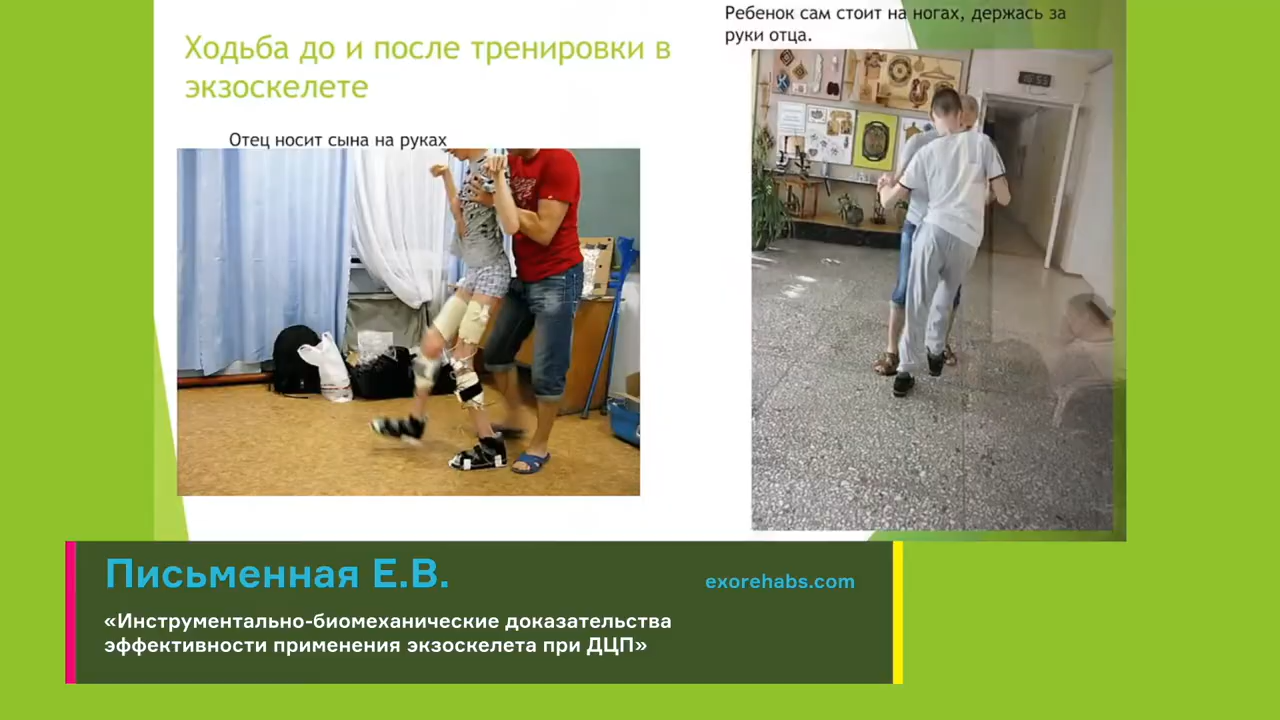 Ходьба до и после тренировки в
экзоскелете
Отец носит сына на руках
Ребенок сам стоит на ногах, держась за
руки отца.
Письменная Е.В.
exorehabs.com
«Инструментально-биомеханические доказательства
эффективности применения экзоскелета при ДЦП»